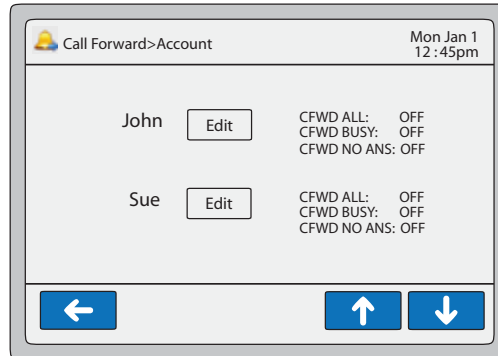 Call Forward>Account
Mon Jan 1
12:45pm
John
Edit
CFWD ALL: OFF
CFWD BUSY: OFF
CFWD NO ANS: OFF
Sue
Edit
CFWD ALL: OFF
CFWD BUSY: OFF
CFWD NO ANS: OFF